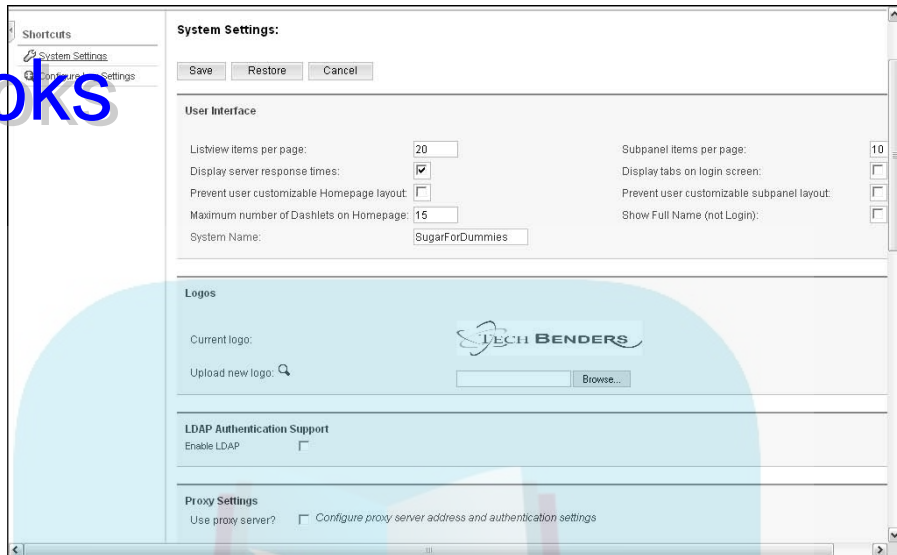 Shortcuts
System Settings
Settings
oks
System Settings:
Save Restore Cancel
User Interface
Listview items per page: 20 Subpanel items per page: 10
Display server response times: Display tabs on login screen:
Prevent user customizable Homepage layout: Prevent user customizable subpanel layout:
Maximum number of Dashlets on Homepage: 15 Show Full Name (not Login):
System Name: SugarForDummies
Logos
Current logo: TECH BENDERS
Upload new logo: Browse...
LDAP Authentication Support
Enable LDAP
Proxy Settings
Use proxy server? Configure proxy server address and authentication settings